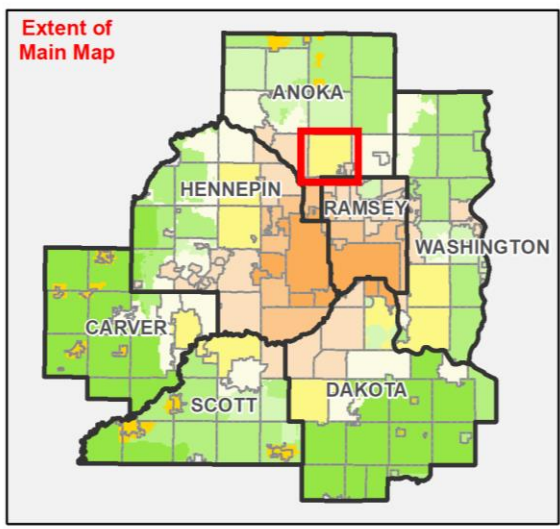 Extent of
Main Map
ANOKA
HENNEPIN
RAMSEY
WASHINGTON
CARVER
SCOTT
DAKOTA